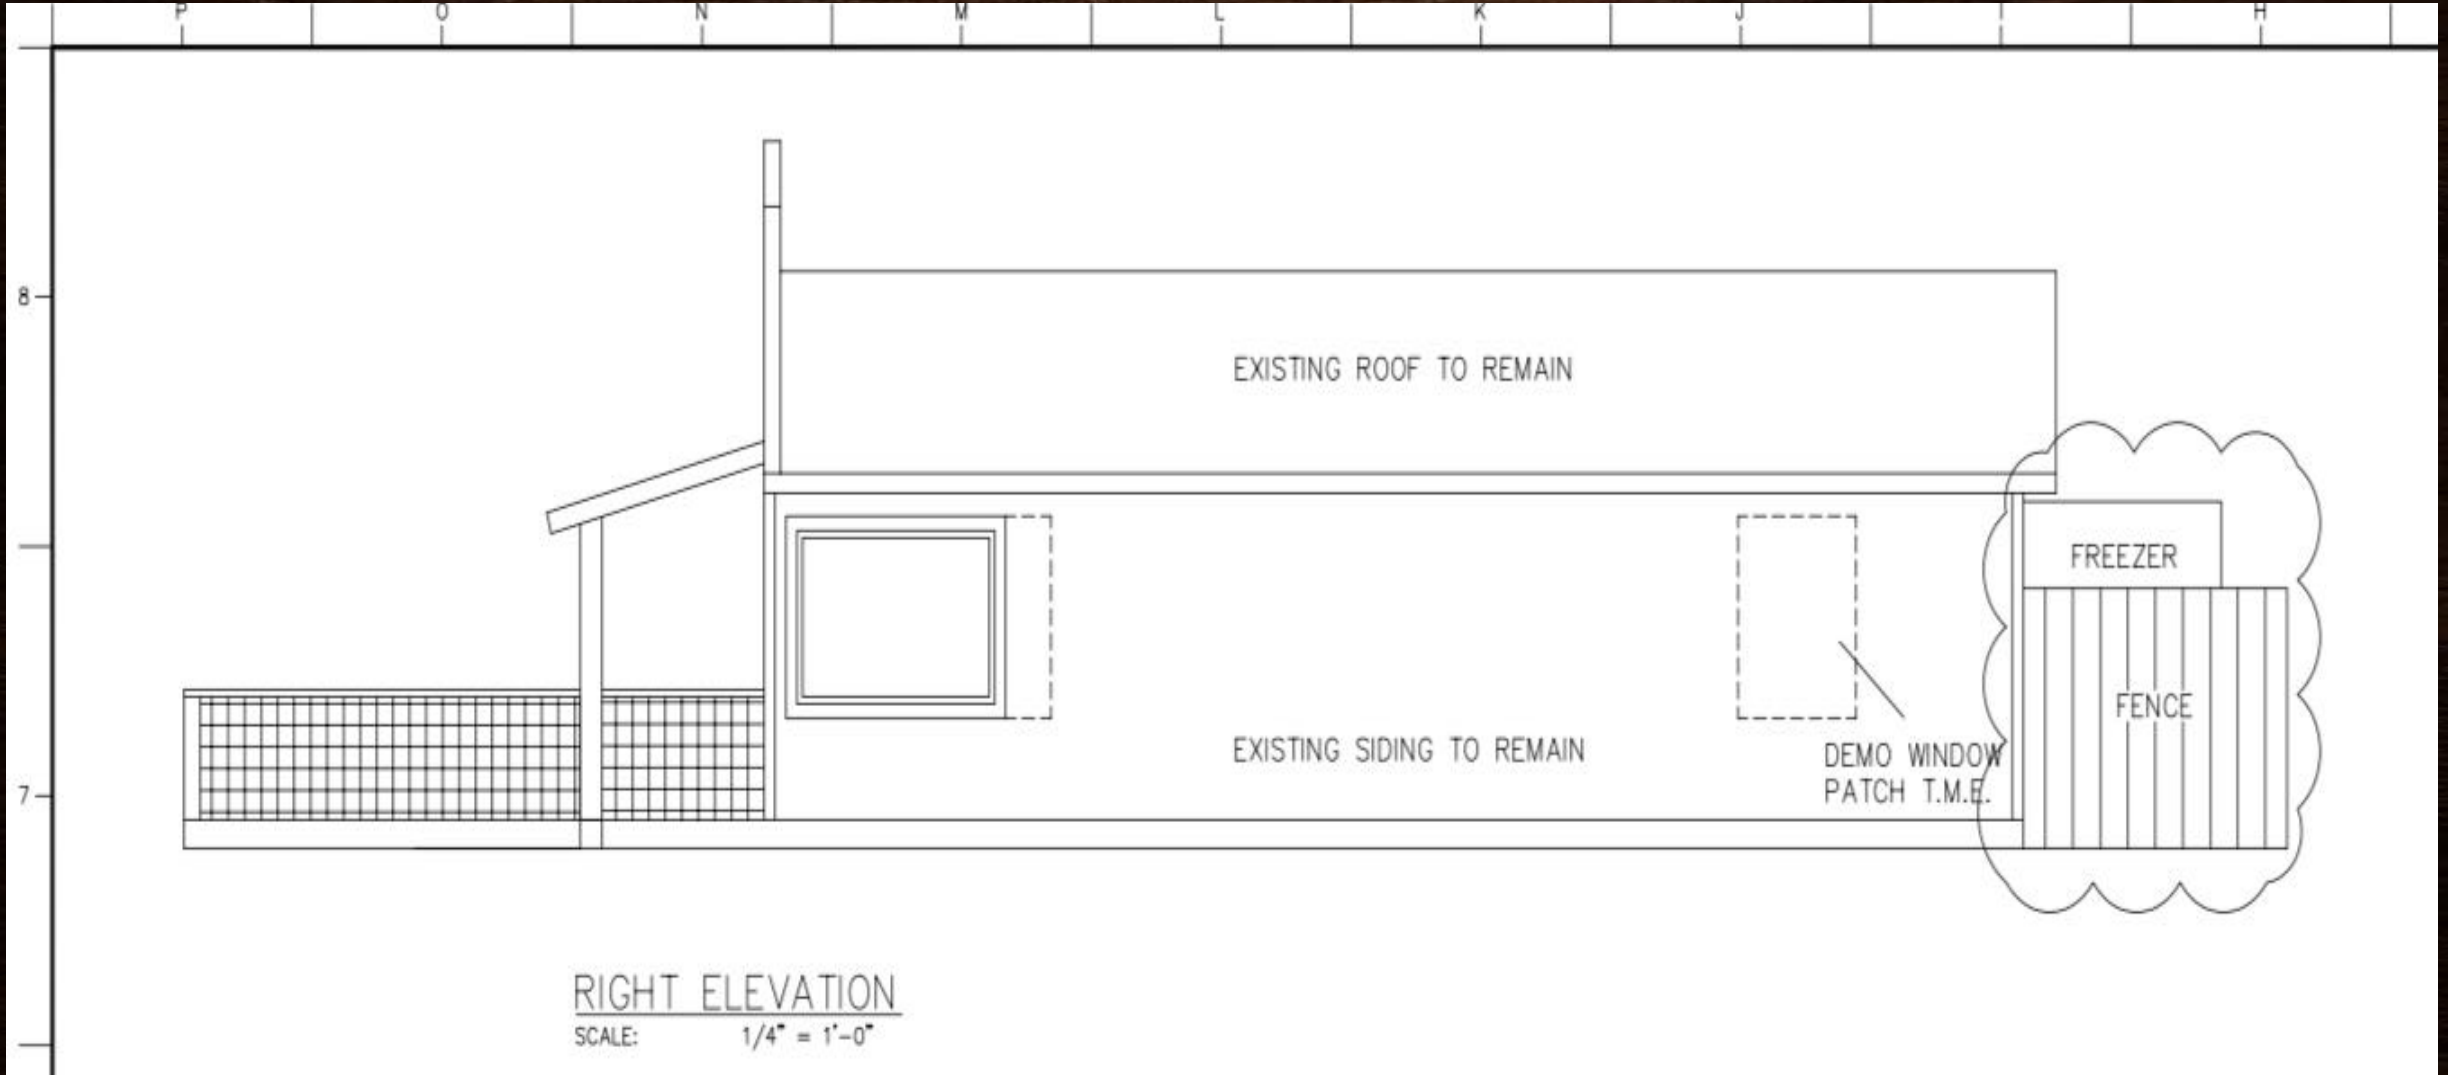 P O N M L K J I H
8
EXISTING ROOF TO REMAIN
FREEZER
FENCE
EXISTING SIDING TO REMAIN
DEMO WINDOW
PATCH T.M.E.
7
RIGHT ELEVATION
SCALE: 1/4" = 1'-0"